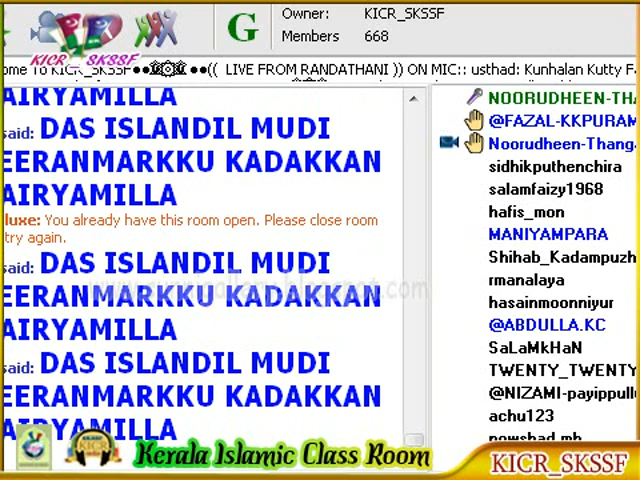 Owner: KICR_SKSSF
Members 668
G
KICR_SKSSF
ome To KICR_SKSSF LIVE FROM RANDATHANI )) ON MIC:: usthad: Kunhalan Kutty F
AIRYAMILLA
said: DAS ISLANDIL MUDI
EERANMARKKU KADAKKAN
AIRYAMILLA
luxe: You already have this room open. Please close room
try again.
said: DAS ISLANDIL MUDI
EERANMARKKU KADAKKAN
AIRYAMILLA
said: DAS ISLANDIL MUDI
EERANMARKKU KADAKKAN
AIRYAMILLA
NOORUDHEEN-THA
@FAZAL-KKPURAM
Noorudheen-Thanga
sidhikputhenchira
salamfaizy1968
hafis_mon
MANIYAMPARA
Shihab_Kadampuzh
rmanalaya
hasainmoonniyur
@ABDULLA.KC
SaLaMkHaN
TWENTY_TWENTY
@NIZAMI-payippull
achu123
Kerala Islamic Class Room
KICR_SKSSF